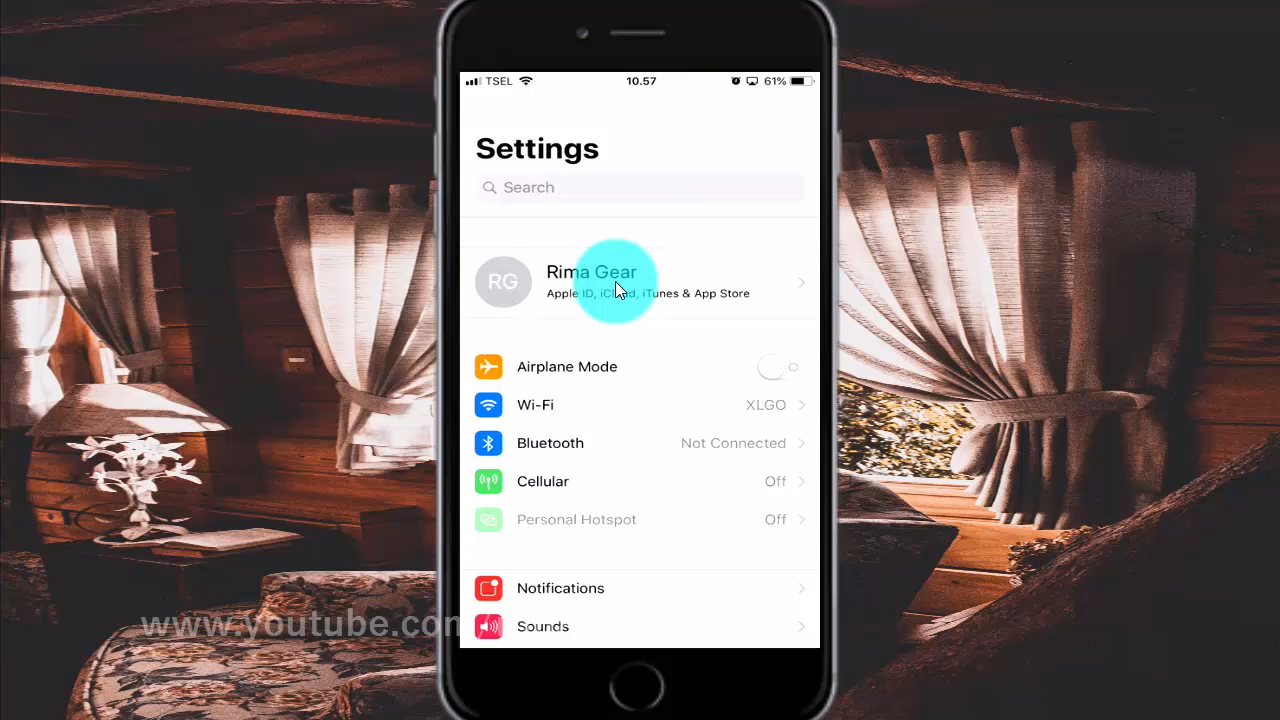 TSEL 10.57 61%
Settings
Search
RG
Rima Gear
Apple ID, iCloud, iTunes & App Store
Airplane Mode
Wi-Fi XLGO
Bluetooth Not Connected
Cellular Off
Personal Hotspot Off
Notifications
Sounds
www.youtube.com/